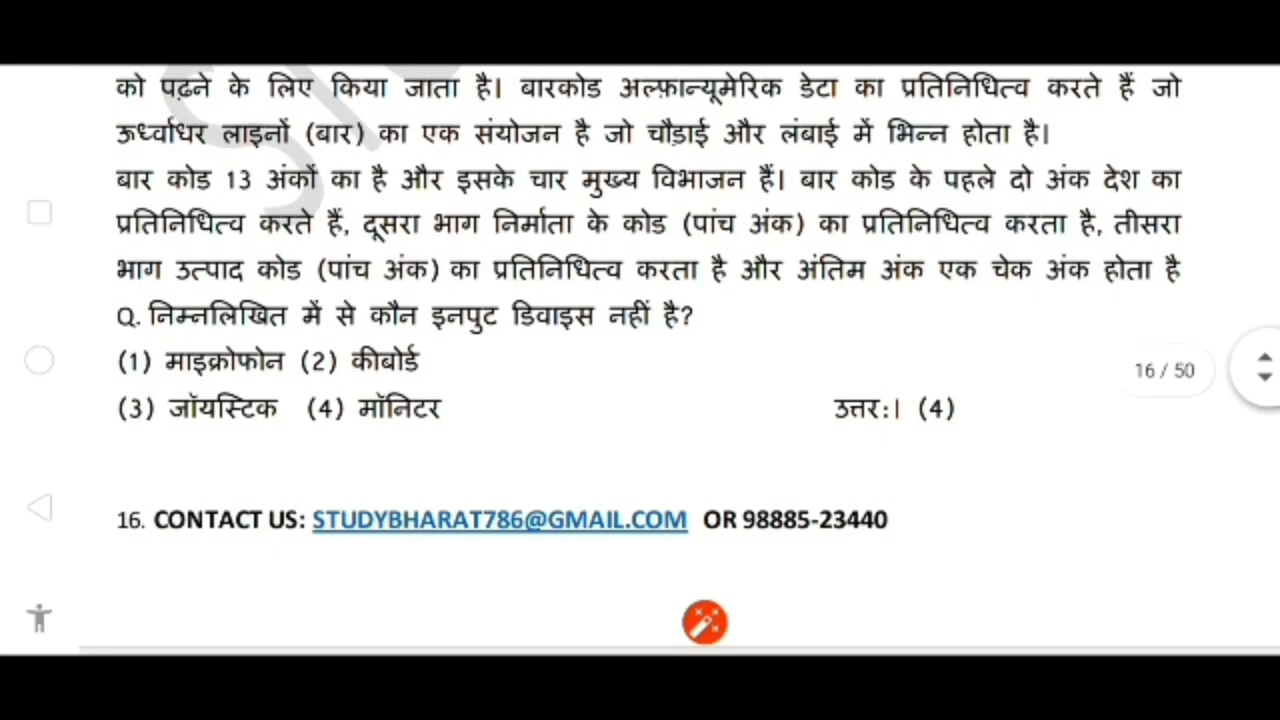 को पढ़ने के लिए किया जाता है। बारकोड अल्फ़ान्यूमेरिक डेटा का प्रतिनिधित्व करते हैं जो
ऊर्ध्वाधर लाइनों (बार) का एक संयोजन है जो चौड़ाई और लंबाई में भिन्न होता है।
बार कोड 13 अंकों का है और इसके चार मुख्य विभाजन हैं। बार कोड के पहले दो अंक देश का
प्रतिनिधित्व करते हैं, दूसरा भाग निर्माता के कोड (पांच अंक) का प्रतिनिधित्व करता है, तीसरा
भाग उत्पाद कोड (पांच अंक) का प्रतिनिधित्व करता है और अंतिम अंक एक चेक अंक होता है
Q. निम्नलिखित में से कौन इनपुट डिवाइस नहीं है?
(1) माइक्रोफोन (2) कीबोर्ड
(3) जॉयस्टिक (4) मॉनिटर उत्तर:। (4)
16 / 50
16. CONTACT US: STUDYBHARAT786@GMAIL.COM OR 98885-23440